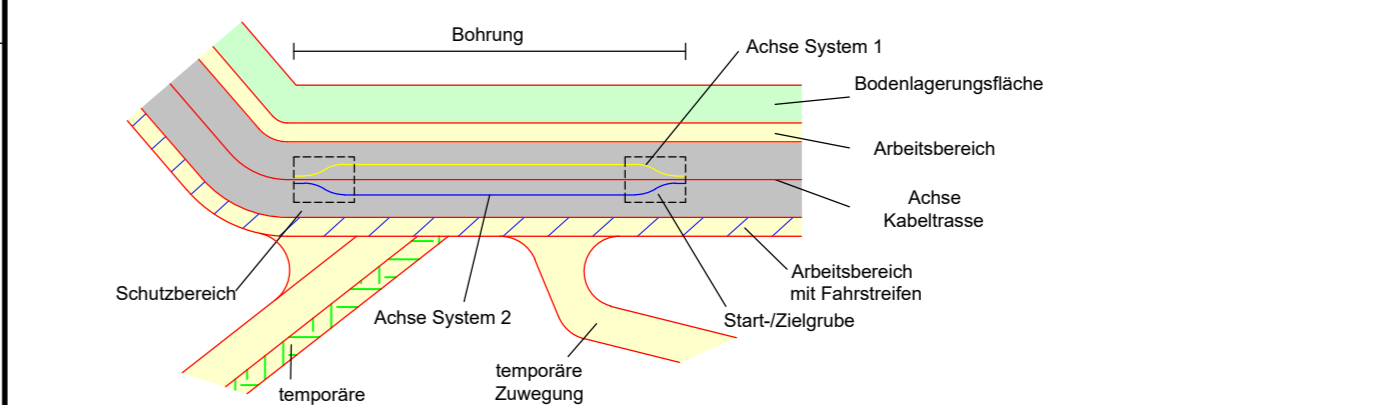 Bohrung
Achse System 1
Bodenlagerungsfläche
Arbeitsbereich
Achse
Kabeltrasse
Arbeitsbereich
mit Fahrstreifen
Schutzbereich
Achse System 2
Start-/Zielgrube
temporäre
Zuwegung
temporäre